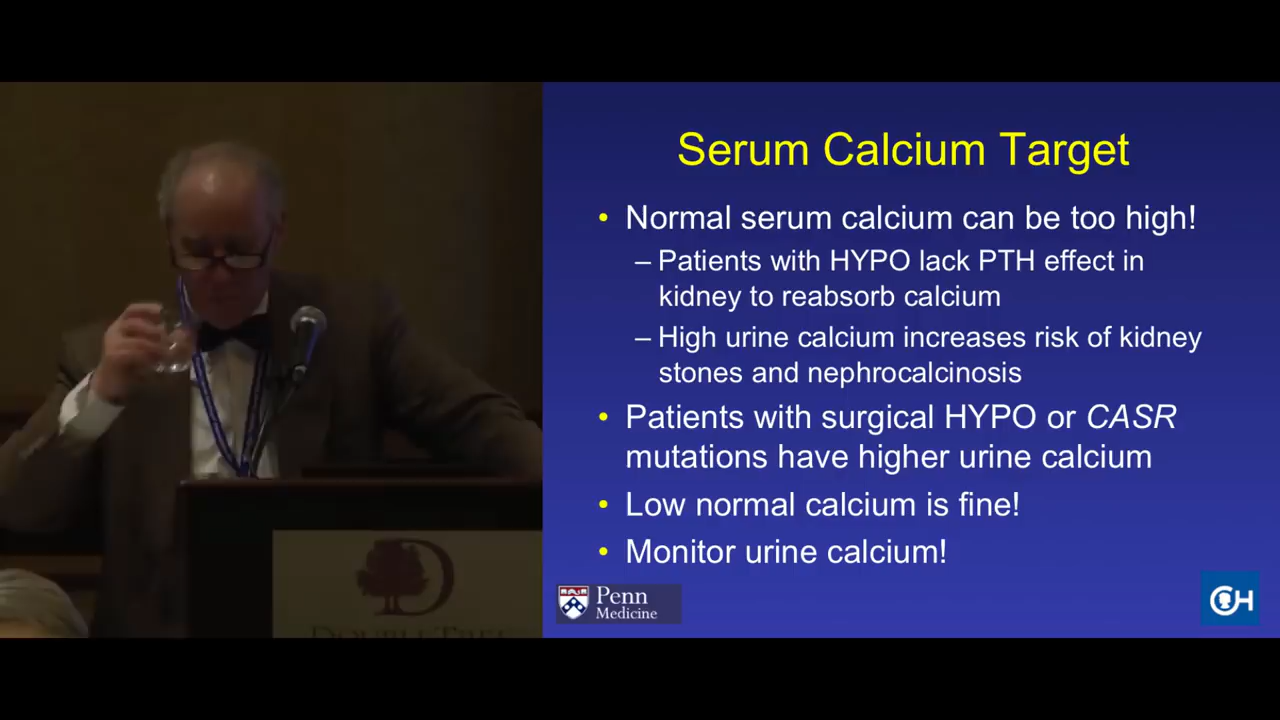 Serum Calcium Target
• Normal serum calcium can be too high!
– Patients with HYPO lack PTH effect in
kidney to reabsorb calcium
– High urine calcium increases risk of kidney
stones and nephrocalcinosis
• Patients with surgical HYPO or CASR
mutations have higher urine calcium
• Low normal calcium is fine!
• Monitor urine calcium!
Penn
Medicine
DOUBLETREE